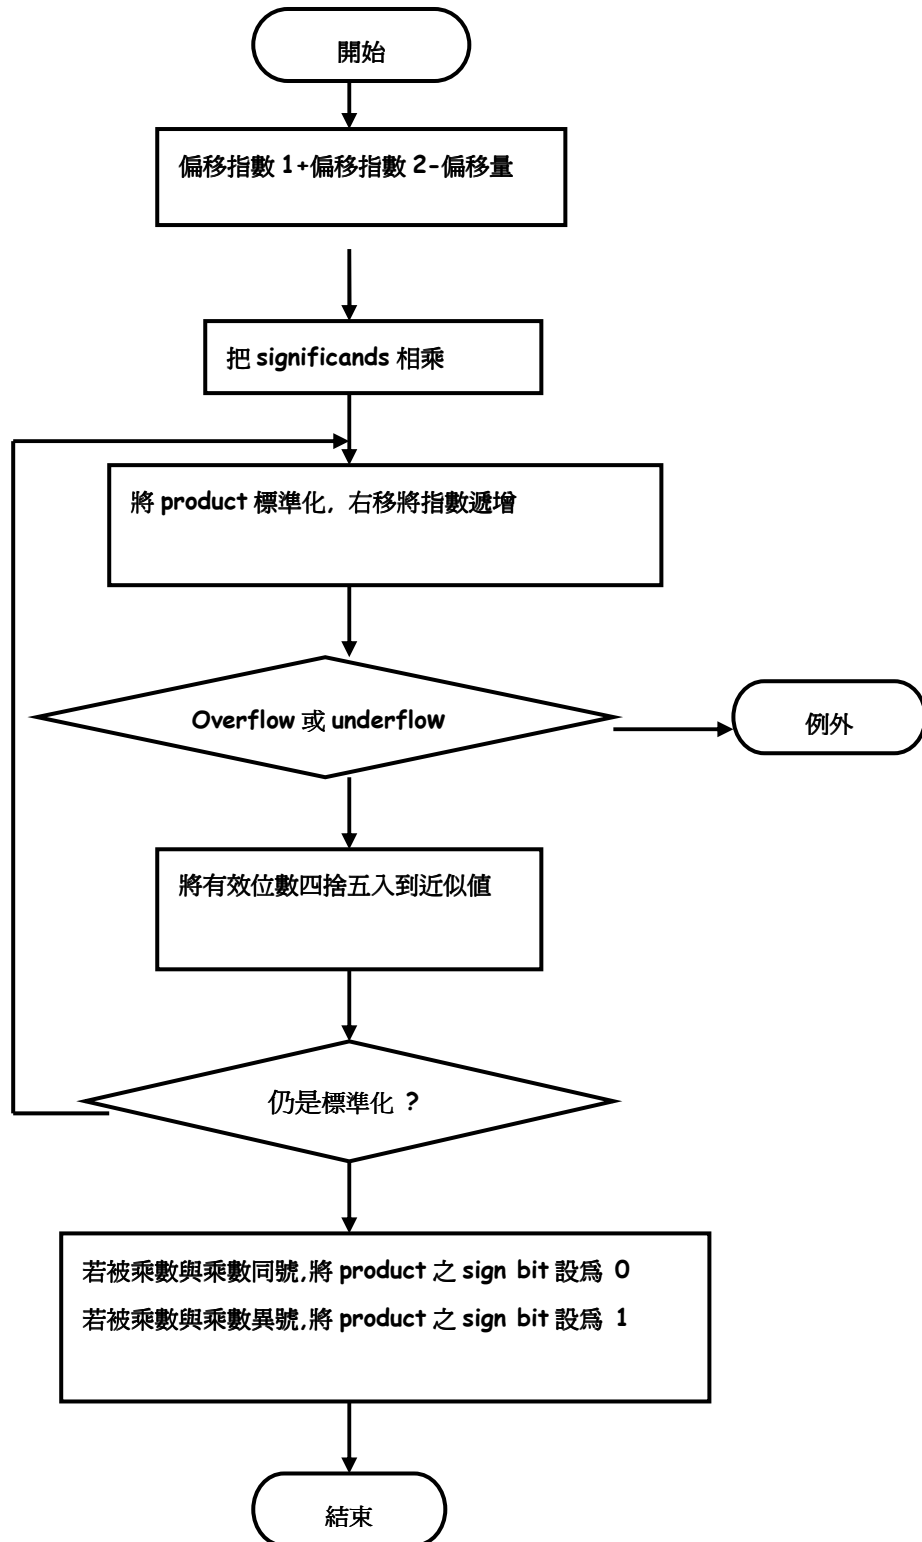 開始
偏移指數 1+偏移指數 2-偏移量
把 significands 相乘
將 product 標準化, 右移將指數遞增
Overflow 或 underflow
例外
將有效位數四捨五入到近似值
仍是標準化 ?
若被乘數與乘數同號,將 product 之 sign bit 設爲 0
若被乘數與乘數異號,將 product 之 sign bit 設爲 1
結束